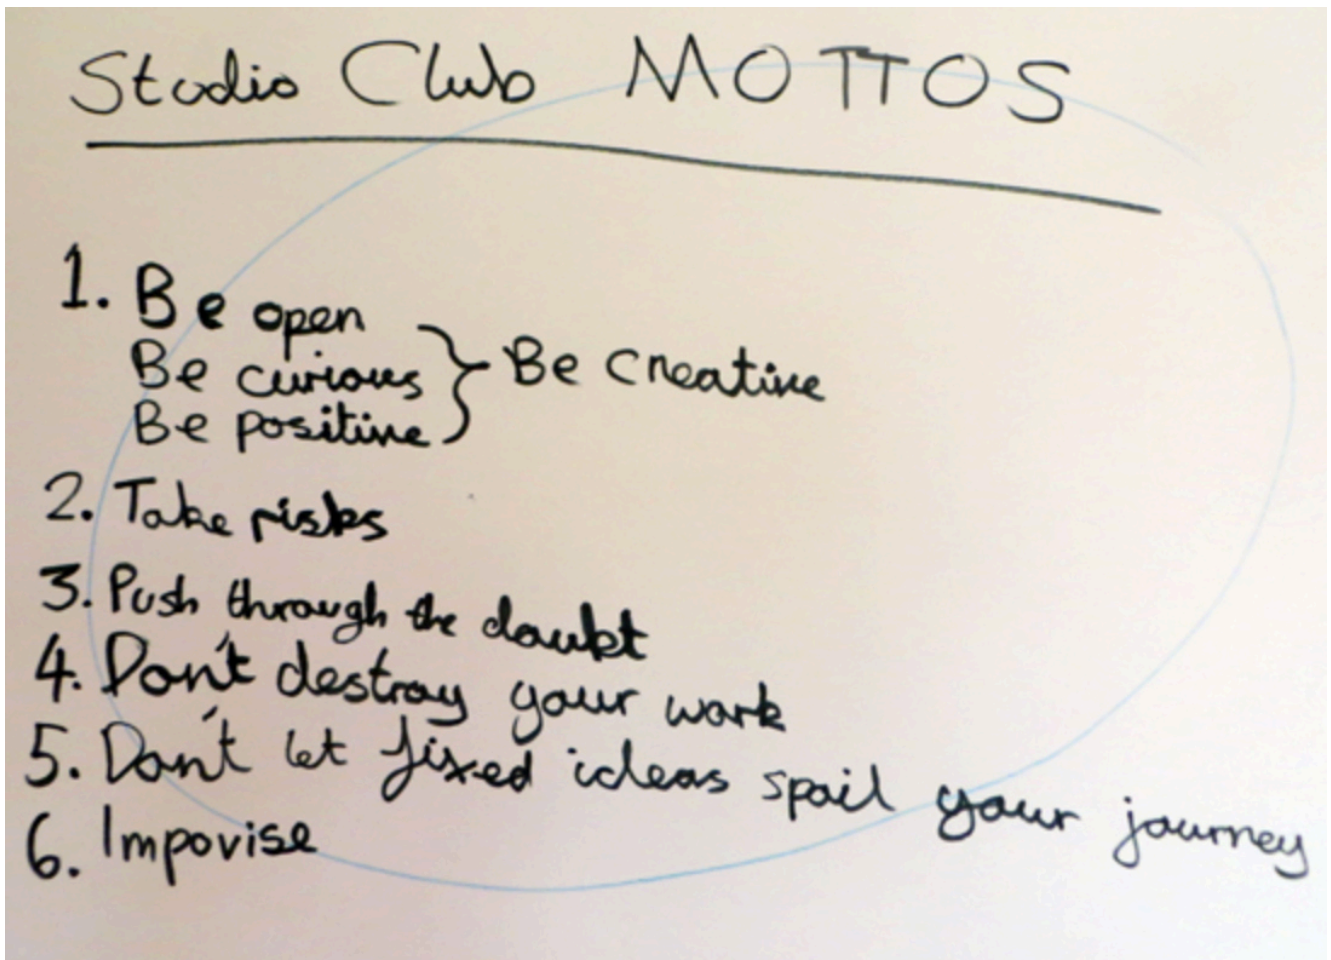 Studio Club MOTTOS
1. Be open
Be curious } Be creative
Be positive
2. Take risks
3. Push through the doubt
4. Don't destroy your work
5. Don't let fixed ideas spoil your journey
6. Impovise